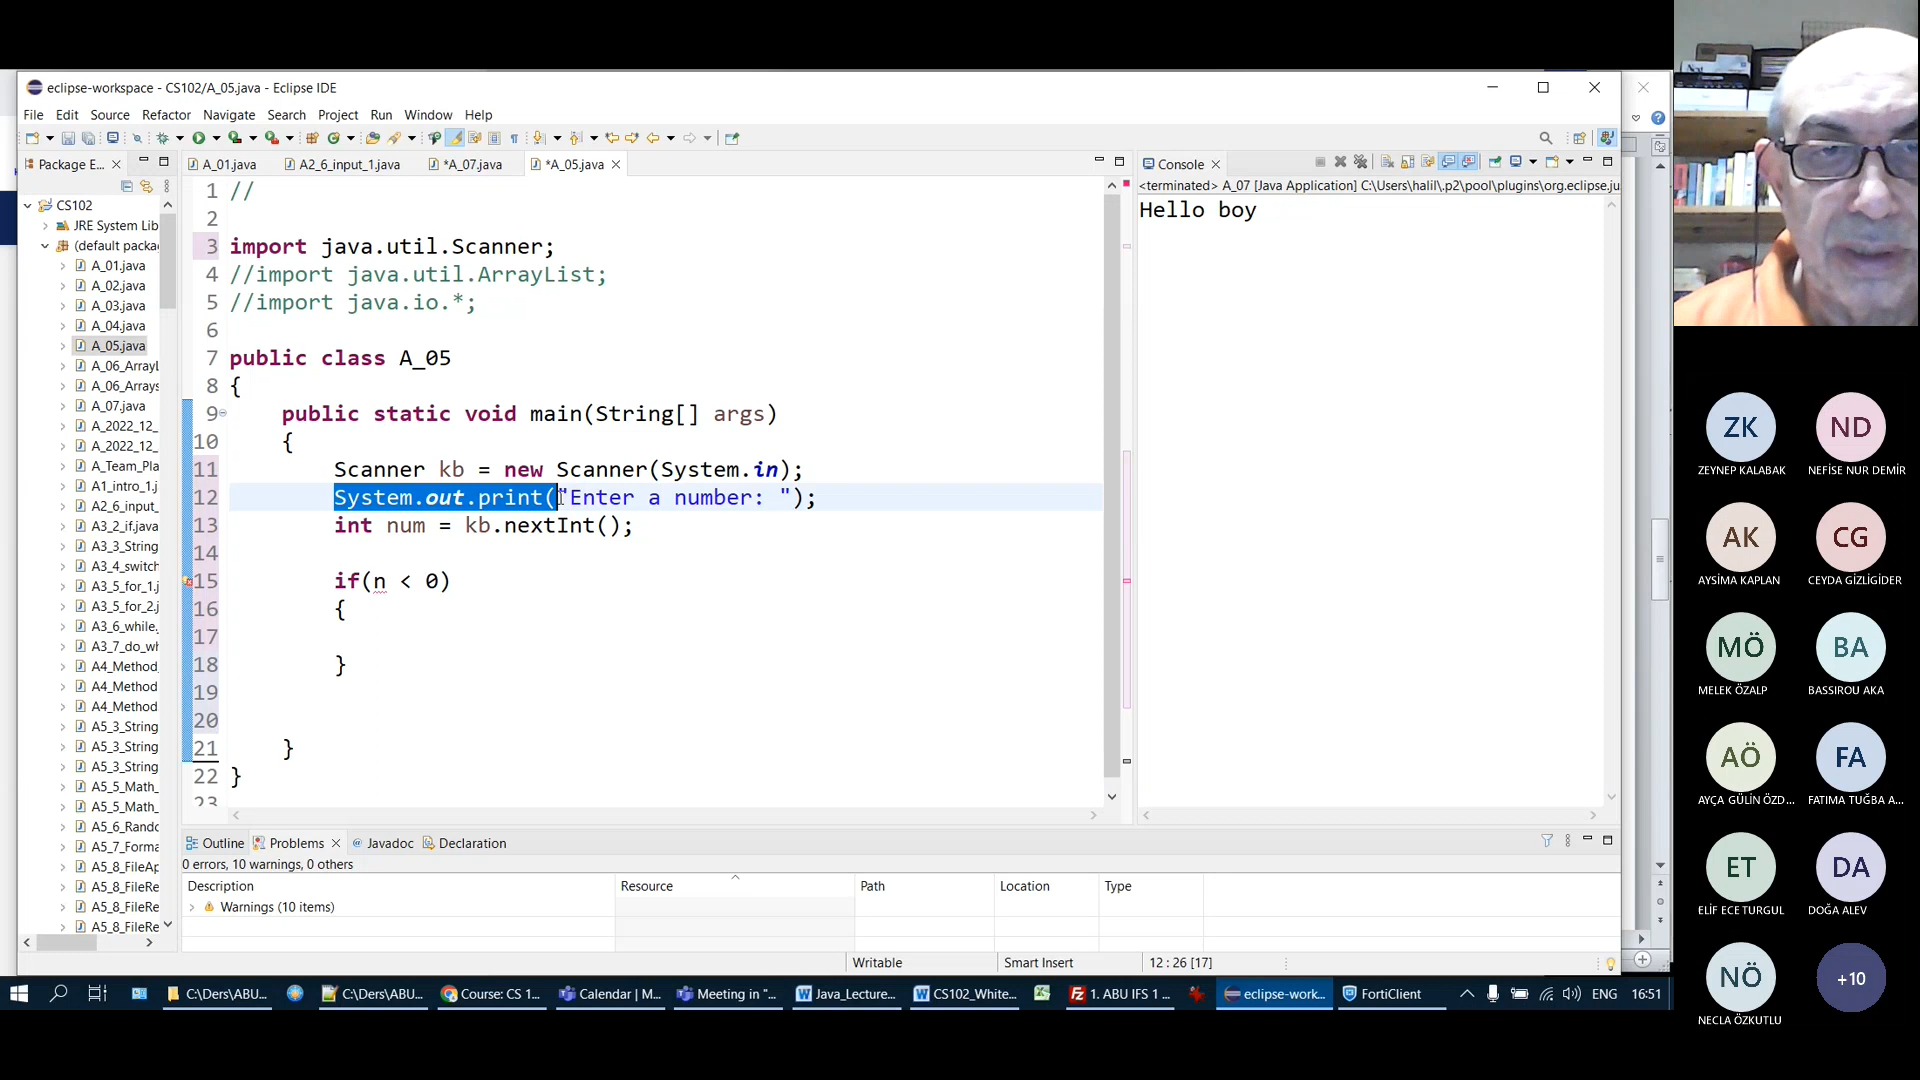 eclipse-workspace - CS102/A_05.java - Eclipse IDE
File Edit Source Refactor Navigate Search Project Run Window Help
Package E...
A_01.java A2_6_input_1.java *A_07.java *A_05.java
Console
CS102
JRE System Lib
(default packa
A_01.java
A_02.java
A_03.java
A_04.java
A_05.java
A_06_ArrayL
A_06_Arrays
A_07.java
A_2022_12_
A_2022_12_
A_Team_Pla
A1_intro_1.j
A2_6_input_
A3_2_if.java
A3_3_String
A3_4_switch
A3_5_for_1.j
A3_5_for_2.j
A3_6_while.
A3_7_do_wh
A4_Method_
A4_Method
A4_Method
A5_3_String
A5_3_String
A5_3_String
A5_5_Math_
A5_5_Math_
A5_6_Rando
A5_7_Forma
A5_8_FileAp
A5_8_FileRe
A5_8_FileRe
A5_8_FileRe
1 //
2
3 import java.util.Scanner;
4 //import java.util.ArrayList;
5 //import java.io.*;
6
7 public class A_05
8 {
9 public static void main(String[] args)
10 {
11 Scanner kb = new Scanner(System.in);
12 System.out.print("Enter a number: ");
13 int num = kb.nextInt();
14
15 if(n < 0)
16 {
17
18 }
19
20
21 }
22 }
23
<terminated> A_07 [Java Application] C:\Users\halil\.p2\pool\plugins\org.eclipse.ju
Hello boy
Outline Problems Javadoc Declaration
0 errors, 10 warnings, 0 others
Description Resource Path Location Type
Warnings (10 items)
Writable Smart Insert 12 : 26 [17]
C:\Ders\ABU... C:\Ders\ABU... Course: CS 1... Calendar | M... Meeting in "... Java_Lecture... CS102_White... 1. ABU IFS 1 ... eclipse-work... FortiClient ENG 16:51
ZK ND
ZEYNEP KALABAK NEFİSE NUR DEMİR
AK CG
AYSİMA KAPLAN CEYDA GİZLİGİDER
MÖ BA
MELEK ÖZALP BASSIROU AKA
AÖ FA
AYÇA GÜLİN ÖZD... FATIMA TUĞBA A...
ET DA
ELİF ECE TURGUL DOĞA ALEV
NÖ +10
NECLA ÖZKUTLU